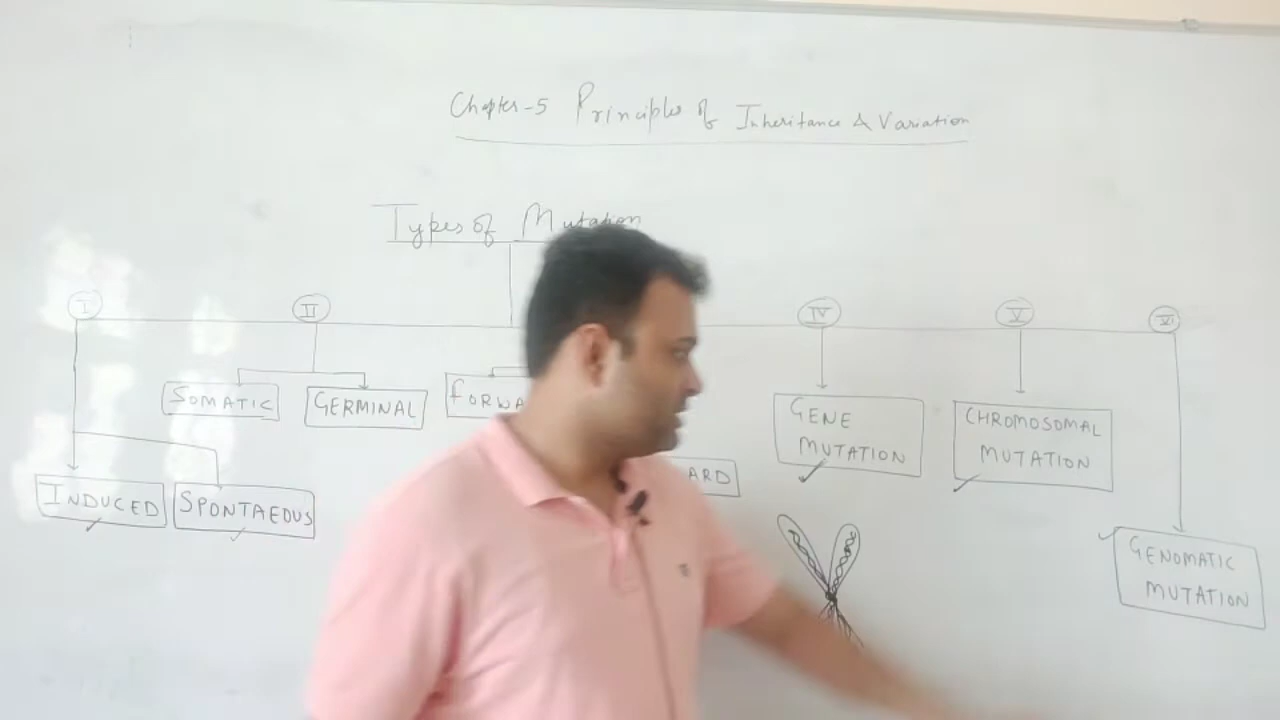 Chapter-5 Principles of Inheritance & Variation
Types of Mutation
I
II
IV
V
VI
SOMATIC
GERMINAL
FORWA
GENE
MUTATION
CHROMOSOMAL
MUTATION
ARD
INDUCED
SPONTAEOUS
GENOMATIC
MUTATION